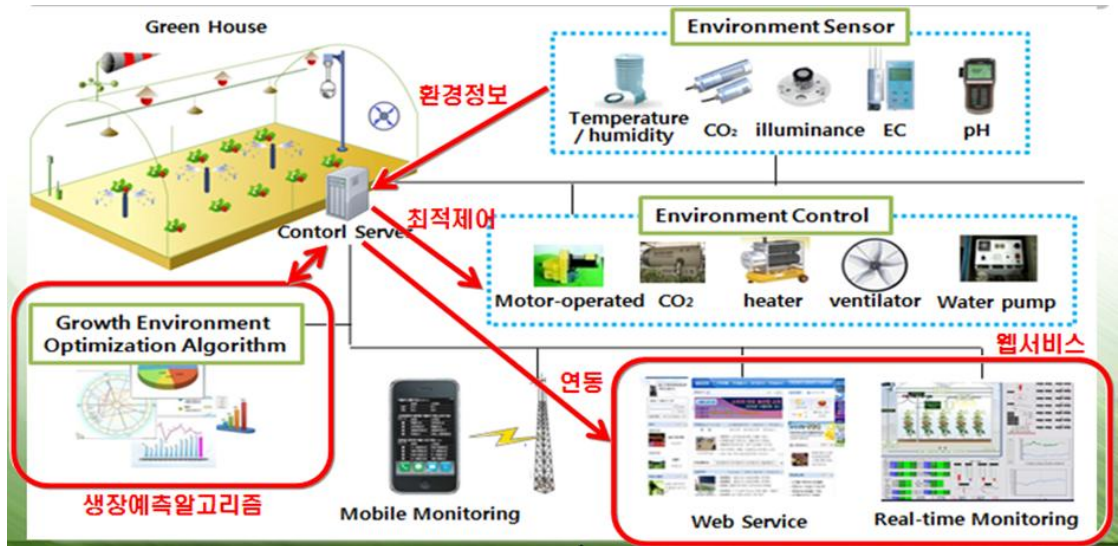 Green House
Environment Sensor
환경정보
Temperature
/ humidity
CO₂
illuminance
EC
pH
최적제어
Contorl Server
Environment Control
Motor-operated
CO₂
heater
ventilator
Water pump
Growth Environment
Optimization Algorithm
생장예측알고리즘
연동
웹서비스
Mobile Monitoring
Web Service
Real-time Monitoring